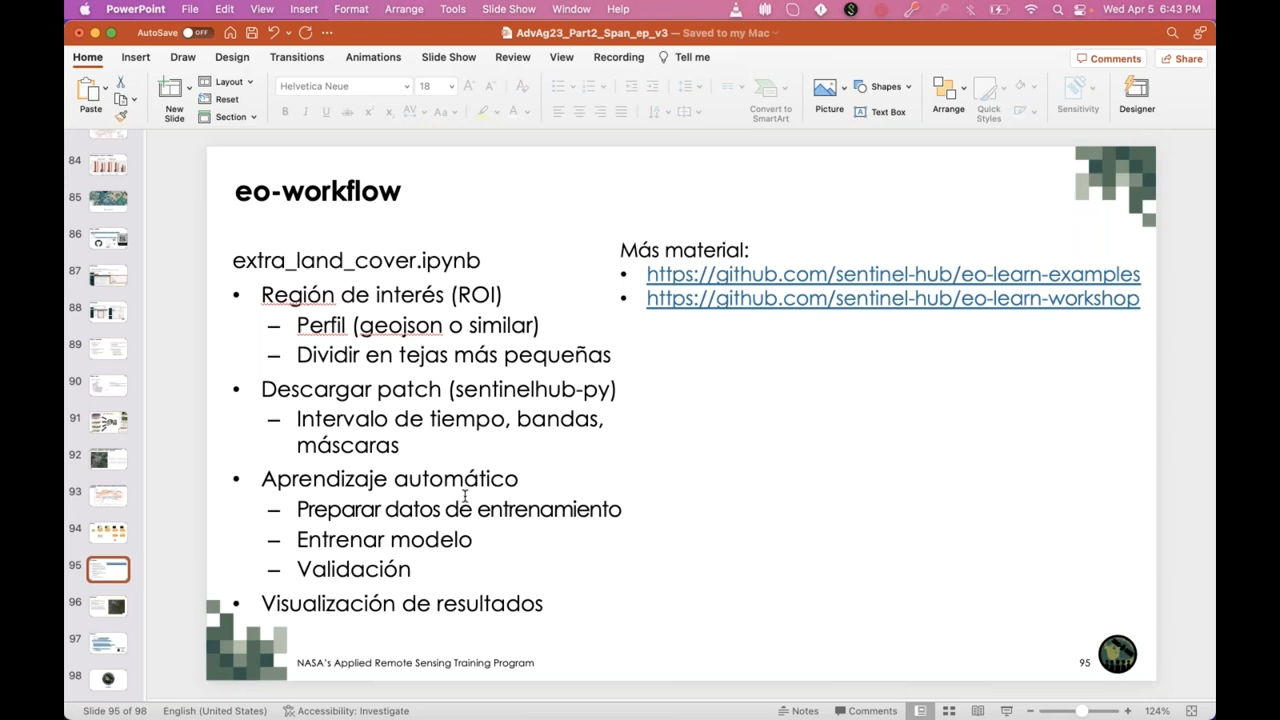 PowerPoint File Edit View Insert Format Arrange Tools Slide Show Window Help Wed Apr 5 6:43 PM
AutoSave OFF AdvAg23_Part2_Span_ep_v3 — Saved to my Mac
Home Insert Draw Design Transitions Animations Slide Show Review View Recording Tell me Comments Share
Paste New Slide Layout Reset Section Helvetica Neue 18 Convert to SmartArt Picture Shapes Text Box Arrange Quick Styles Sensitivity Designer
84
85
86
87
88
89
90
91
92
93
94
95
96
97
98
eo-workflow
extra_land_cover.ipynb
• Región de interés (ROI)
– Perfil (geojson o similar)
– Dividir en tejas más pequeñas
• Descargar patch (sentinelhub-py)
– Intervalo de tiempo, bandas,
máscaras
• Aprendizaje automático
– Preparar datos de entrenamiento
– Entrenar modelo
– Validación
• Visualización de resultados
Más material:
• https://github.com/sentinel-hub/eo-learn-examples
• https://github.com/sentinel-hub/eo-learn-workshop
NASA's Applied Remote Sensing Training Program
95
Slide 95 of 98 English (United States) Accessibility: Investigate Notes Comments 124%